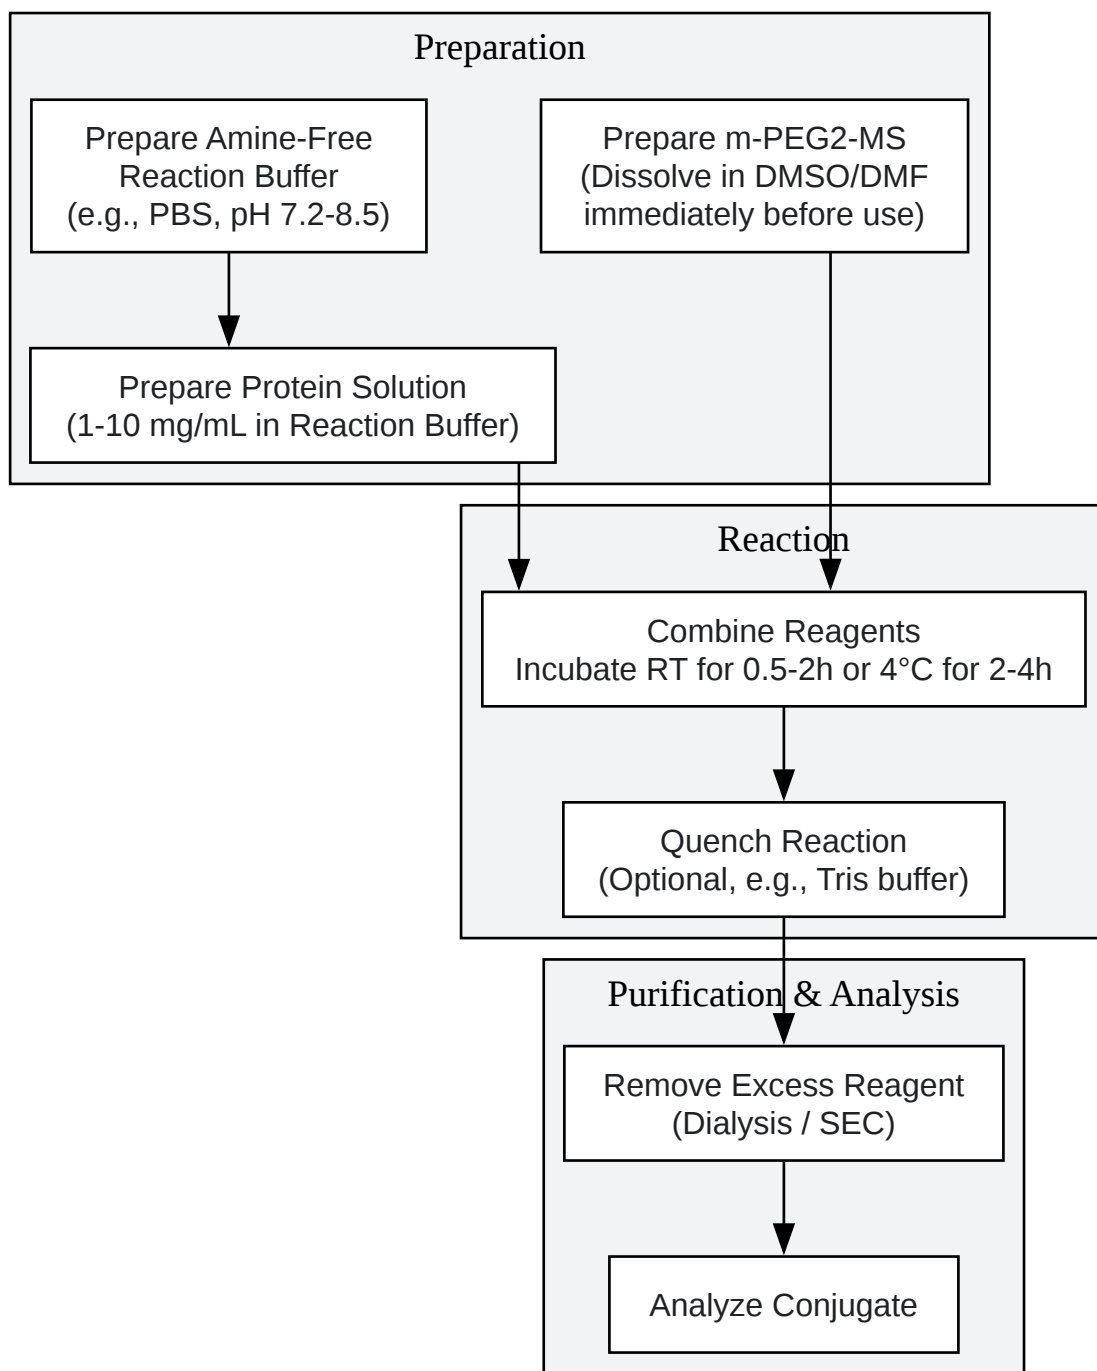 Preparation
Prepare Amine-Free
Reaction Buffer
(e.g., PBS, pH 7.2-8.5)
Prepare m-PEG2-MS
(Dissolve in DMSO/DMF
immediately before use)
Prepare Protein Solution
(1-10 mg/mL in Reaction Buffer)
Reaction
Combine Reagents
Incubate RT for 0.5-2h or 4°C for 2-4h
Quench Reaction
(Optional, e.g., Tris buffer)
Purification & Analysis
Remove Excess Reagent
(Dialysis / SEC)
Analyze Conjugate